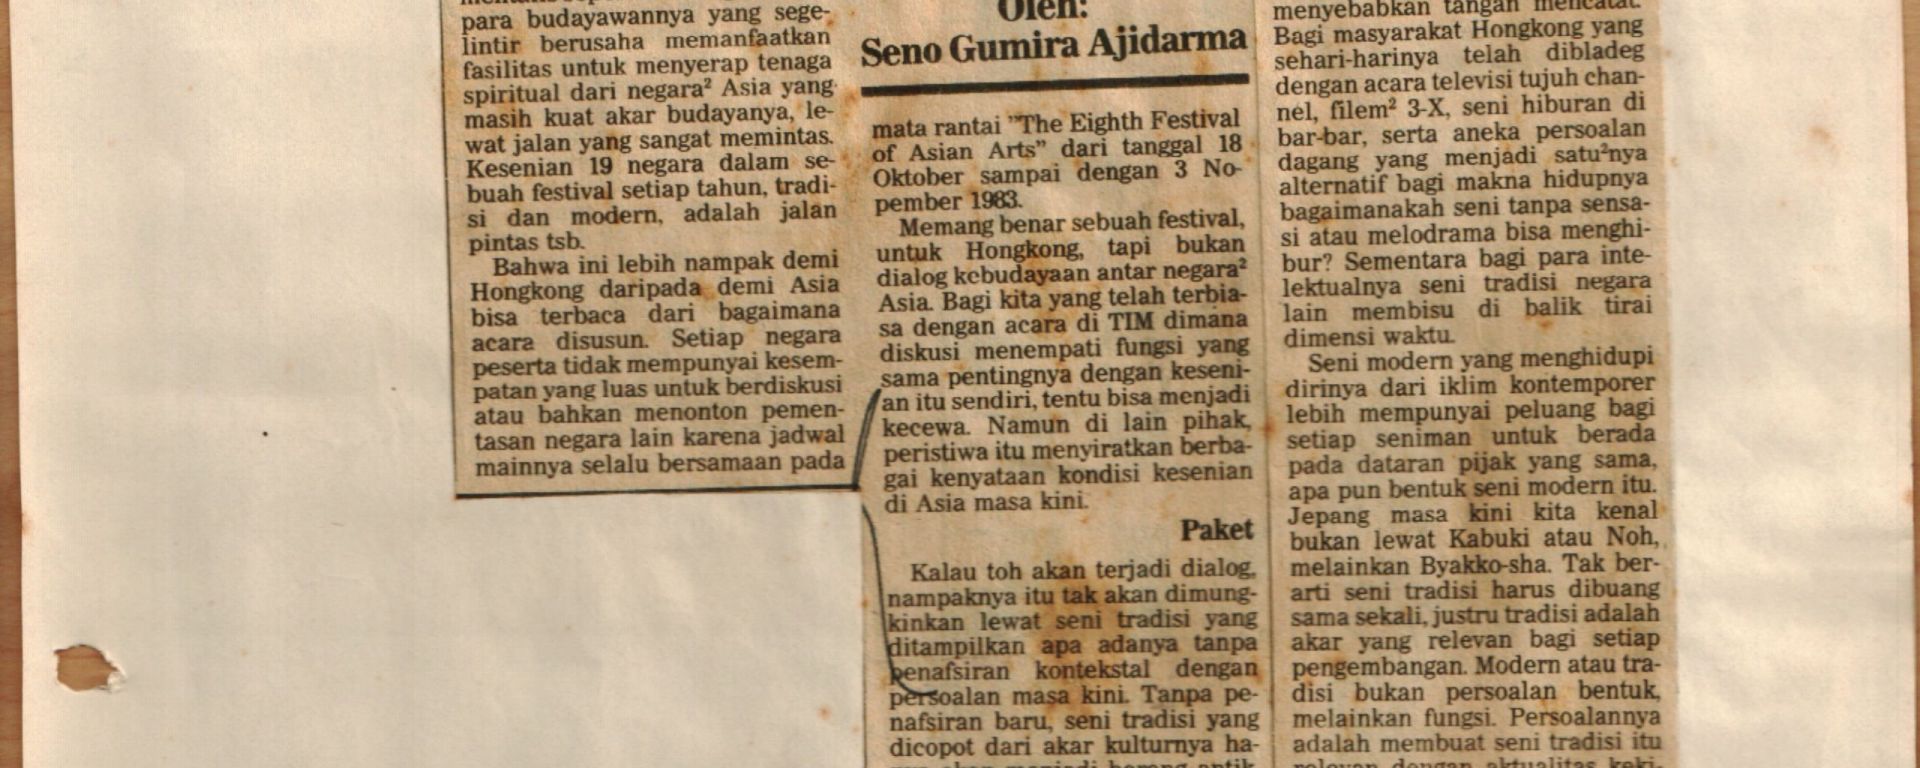 para budayawannya yang sege-
lintir berusaha memanfaatkan
fasilitas untuk menyerap tenaga
spiritual dari negara² Asia yang
masih kuat akar budayanya, le-
wat jalan yang sangat memintas.
Kesenian 19 negara dalam se-
buah festival setiap tahun, tradi-
si dan modern, adalah jalan
pintas tsb.
Bahwa ini lebih nampak demi
Hongkong daripada demi Asia
bisa terbaca dari bagaimana
acara disusun. Setiap negara
peserta tidak mempunyai kesem-
patan yang luas untuk berdiskusi
atau bahkan menonton pemen-
tasan negara lain karena jadwal
mainnya selalu bersamaan pada
Oleh:
Seno Gumira Ajidarma
mata rantai "The Eighth Festival
of Asian Arts" dari tanggal 18
Oktober sampai dengan 3 No-
pember 1983.
Memang benar sebuah festival,
untuk Hongkong, tapi bukan
dialog kebudayaan antar negara²
Asia. Bagi kita yang telah terbia-
sa dengan acara di TIM dimana
diskusi menempati fungsi yang
sama pentingnya dengan keseni-
an itu sendiri, tentu bisa menjadi
kecewa. Namun di lain pihak,
peristiwa itu menyiratkan berba-
gai kenyataan kondisi kesenian
di Asia masa kini.
Paket
Kalau toh akan terjadi dialog,
nampaknya itu tak akan dimung-
kinkan lewat seni tradisi yang
ditampilkan apa adanya tanpa
penafsiran kontekstal dengan
persoalan masa kini. Tanpa pe-
nafsiran baru, seni tradisi yang
dicopot dari akar kulturnya ha-
menyebabkan tangan mencatat.
Bagi masyarakat Hongkong yang
sehari-harinya telah dibladeg
dengan acara televisi tujuh chan-
nel, filem² 3-X, seni hiburan di
bar-bar, serta aneka persoalan
dagang yang menjadi satu²nya
alternatif bagi makna hidupnya
bagaimanakah seni tanpa sensa-
si atau melodrama bisa menghi-
bur? Sementara bagi para inte-
lektualnya seni tradisi negara
lain membisu di balik tirai
dimensi waktu.
Seni modern yang menghidupi
dirinya dari iklim kontemporer
lebih mempunyai peluang bagi
setiap seniman untuk berada
pada dataran pijak yang sama,
apa pun bentuk seni modern itu.
Jepang masa kini kita kenal
bukan lewat Kabuki atau Noh,
melainkan Byakko-sha. Tak ber-
arti seni tradisi harus dibuang
sama sekali, justru tradisi adalah
akar yang relevan bagi setiap
pengembangan. Modern atau tra-
disi bukan persoalan bentuk,
melainkan fungsi. Persoalannya
adalah membuat seni tradisi itu